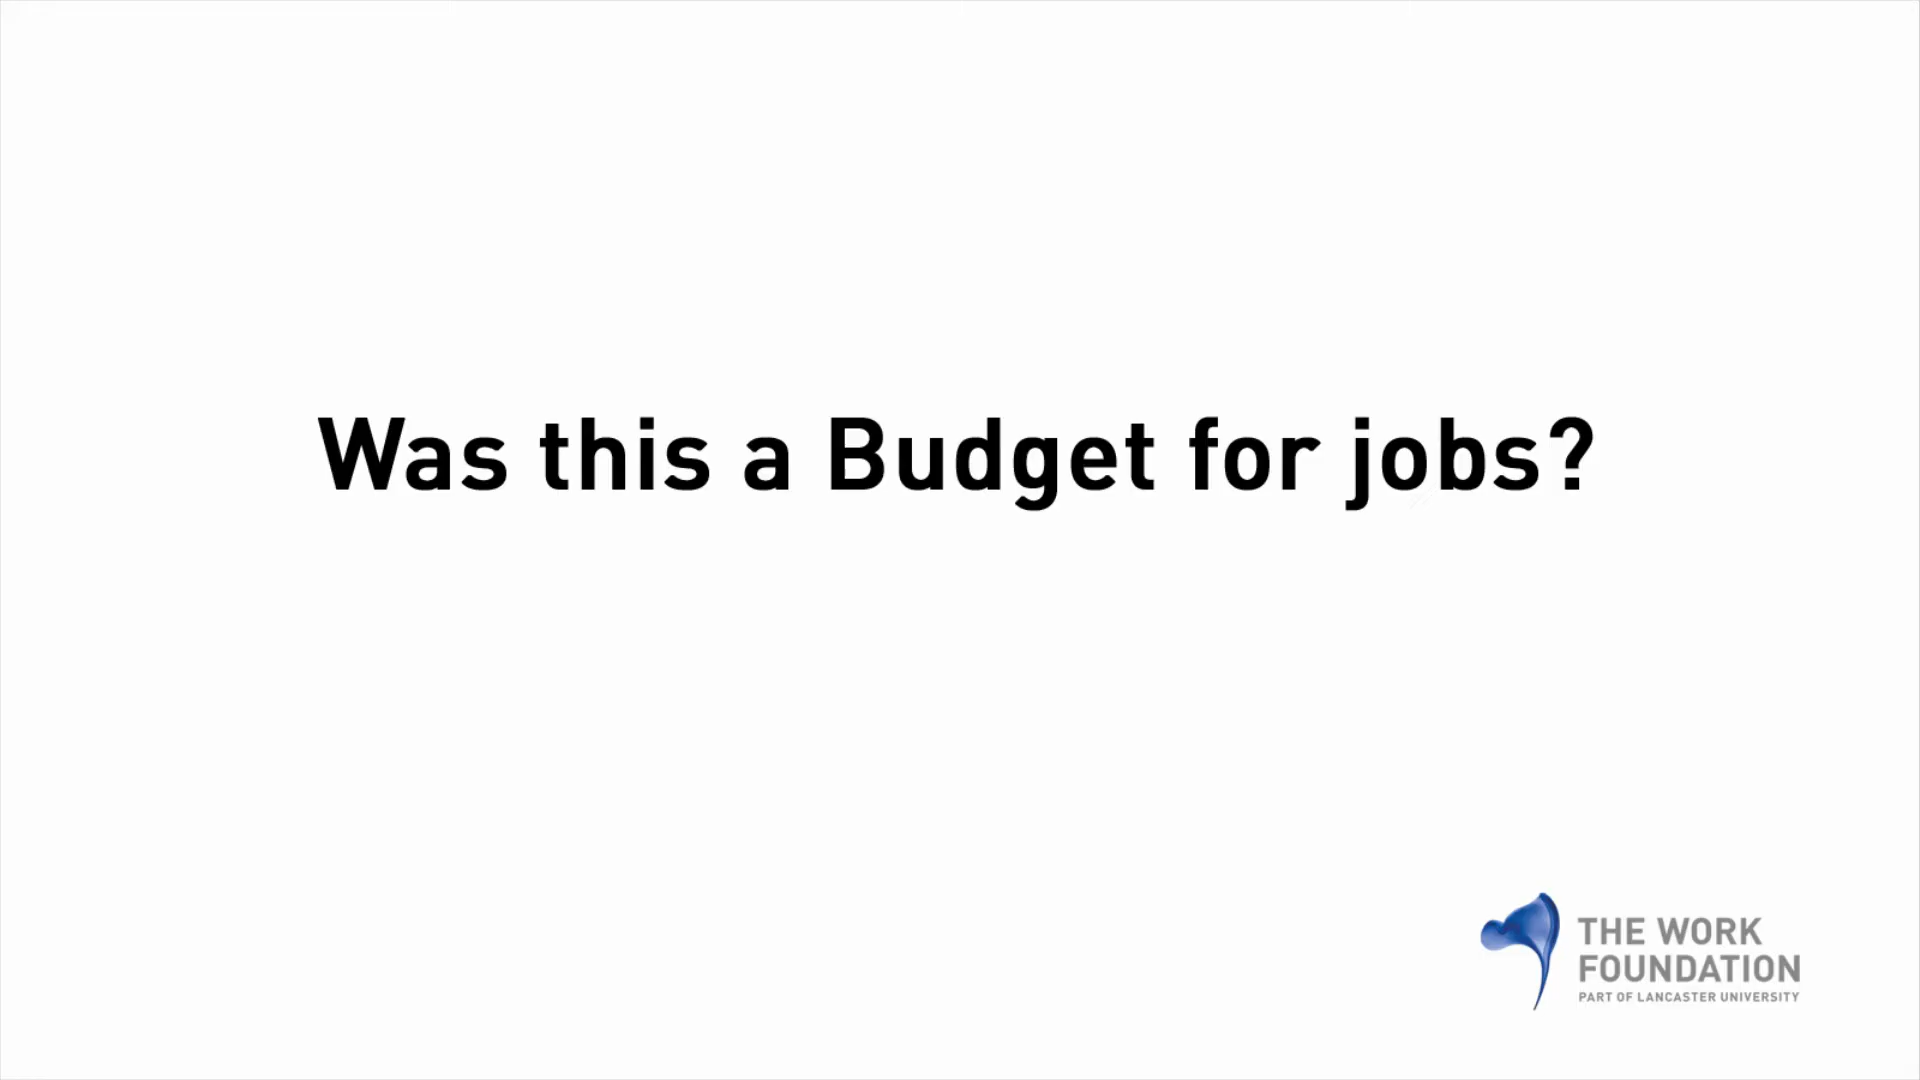 Was this a Budget for jobs?
THE WORK
FOUNDATION
PART OF LANCASTER UNIVERSITY